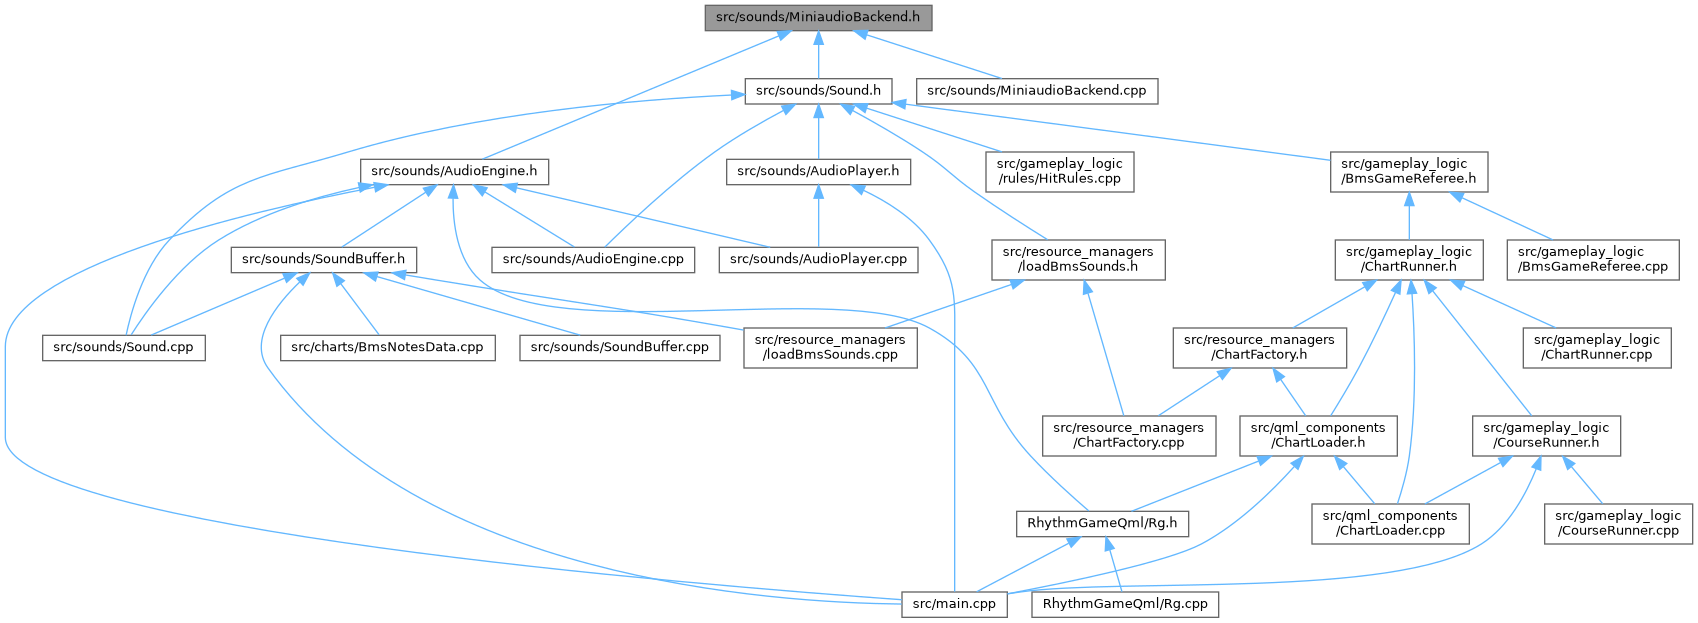 src/sounds/MiniaudioBackend.h
src/sounds/Sound.h
src/sounds/MiniaudioBackend.cpp
src/sounds/AudioEngine.h
src/sounds/AudioPlayer.h
src/gameplay_logic
/rules/HitRules.cpp
src/gameplay_logic
/BmsGameReferee.h
src/sounds/SoundBuffer.h
src/sounds/AudioEngine.cpp
src/sounds/AudioPlayer.cpp
src/resource_managers
/loadBmsSounds.h
src/gameplay_logic
/ChartRunner.h
src/gameplay_logic
/BmsGameReferee.cpp
src/sounds/Sound.cpp
src/charts/BmsNotesData.cpp
src/sounds/SoundBuffer.cpp
src/resource_managers
/loadBmsSounds.cpp
src/resource_managers
/ChartFactory.h
src/gameplay_logic
/ChartRunner.cpp
src/resource_managers
/ChartFactory.cpp
src/qml_components
/ChartLoader.h
src/gameplay_logic
/CourseRunner.h
RhythmGameQml/Rg.h
src/qml_components
/ChartLoader.cpp
src/gameplay_logic
/CourseRunner.cpp
src/main.cpp
RhythmGameQml/Rg.cpp